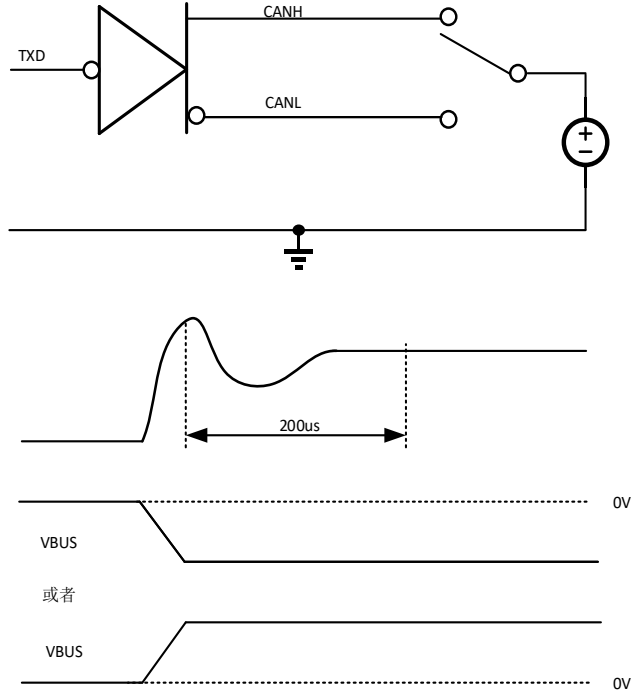 CANH
TXD
CANL
+
−
200us
0V
VBUS
或者
VBUS
0V